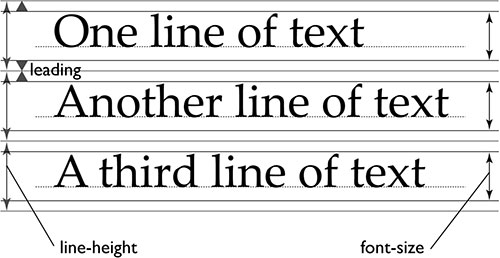 One line of text
leading
Another line of text
A third line of text
line-height
font-size